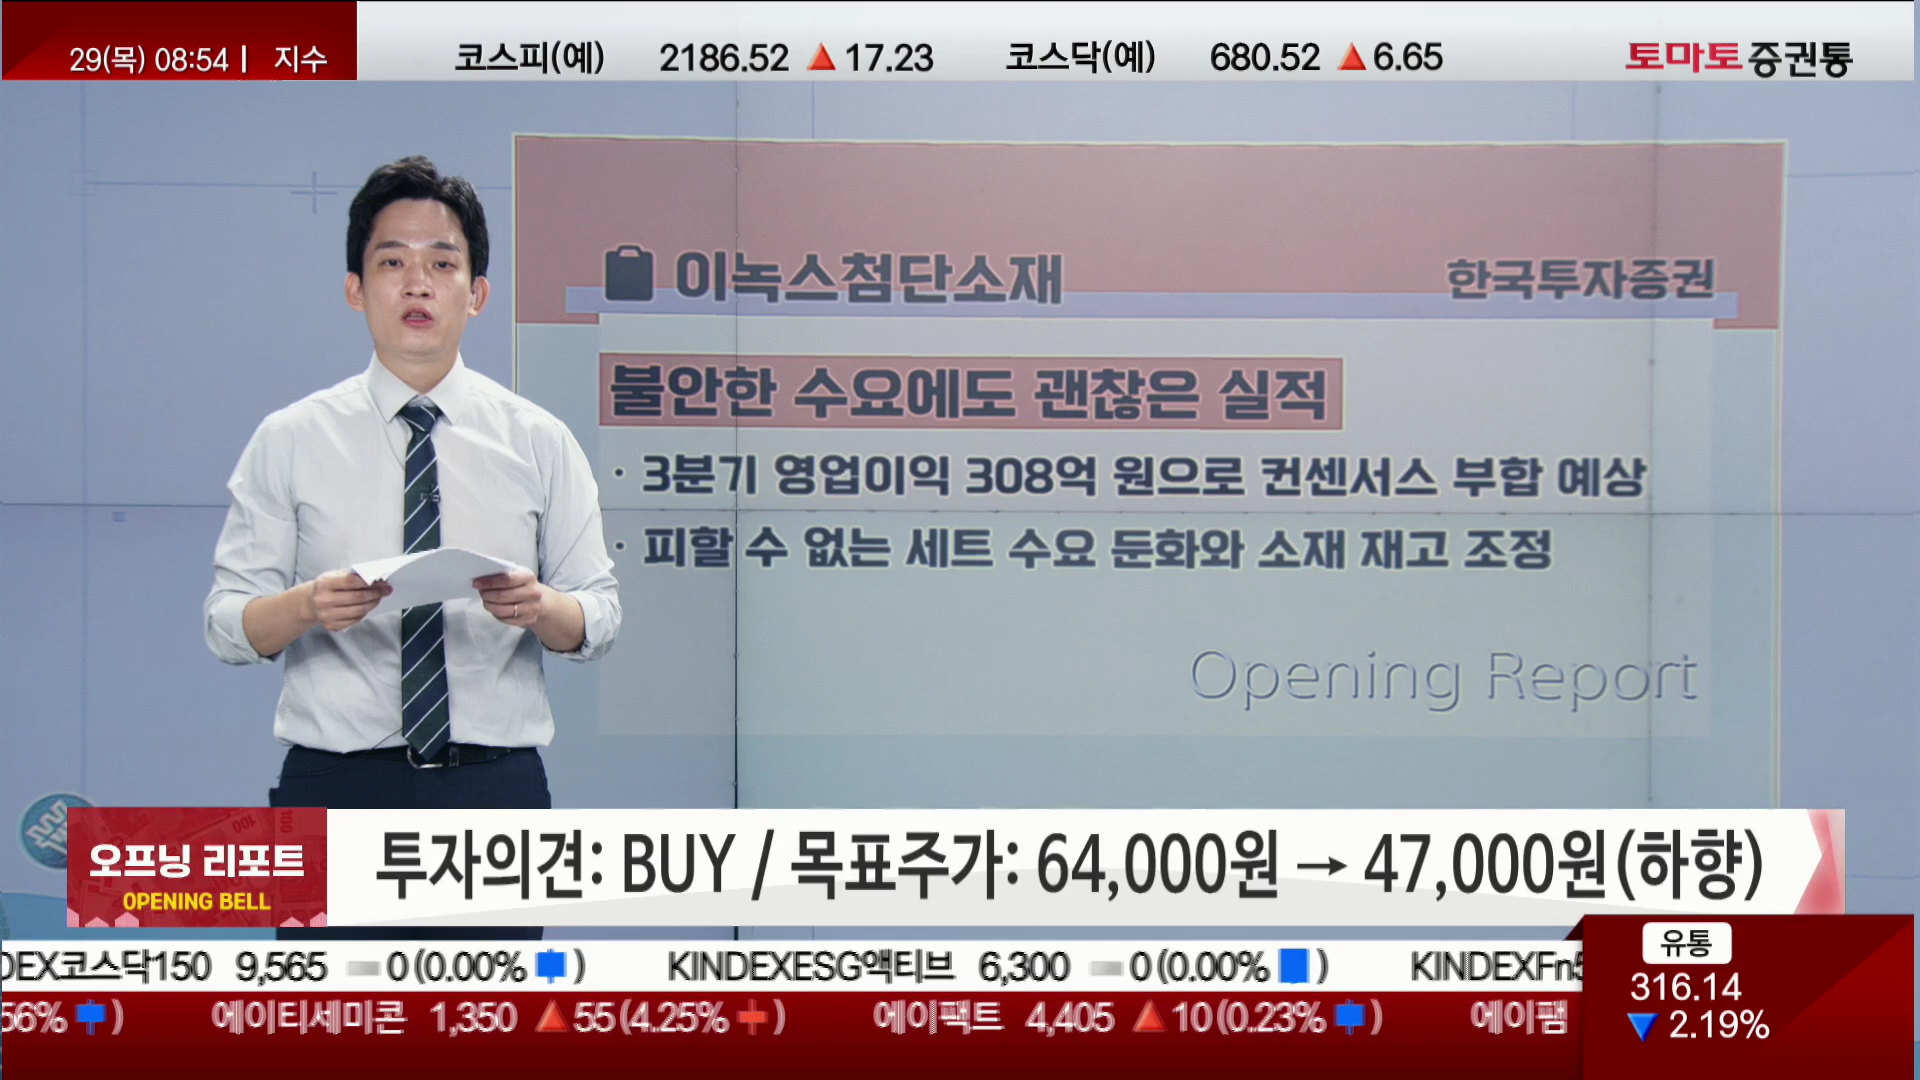 29(목) 08:54 | 지수 코스피(예) 2186.52 ▲ 17.23 코스닥(예) 680.52 ▲ 6.65 토마토증권통
이녹스첨단소재 한국투자증권
불안한 수요에도 괜찮은 실적
· 3분기 영업이익 308억 원으로 컨센서스 부합 예상
· 피할 수 없는 세트 수요 둔화와 소재 재고 조정
Opening Report
오프닝 리포트
OPENING BELL
투자의견: BUY / 목표주가: 64,000원 → 47,000원(하향)
DEX코스닥150 9,565 0(0.00% ) KINDEXESG액티브 6,300 0(0.00% ) KINDEXFn5
56% ) 에이티세미콘 1,350 ▲ 55(4.25% ) 에이팩트 4,405 ▲ 10(0.23% ) 에이팸
유통
316.14
▼ 2.19%